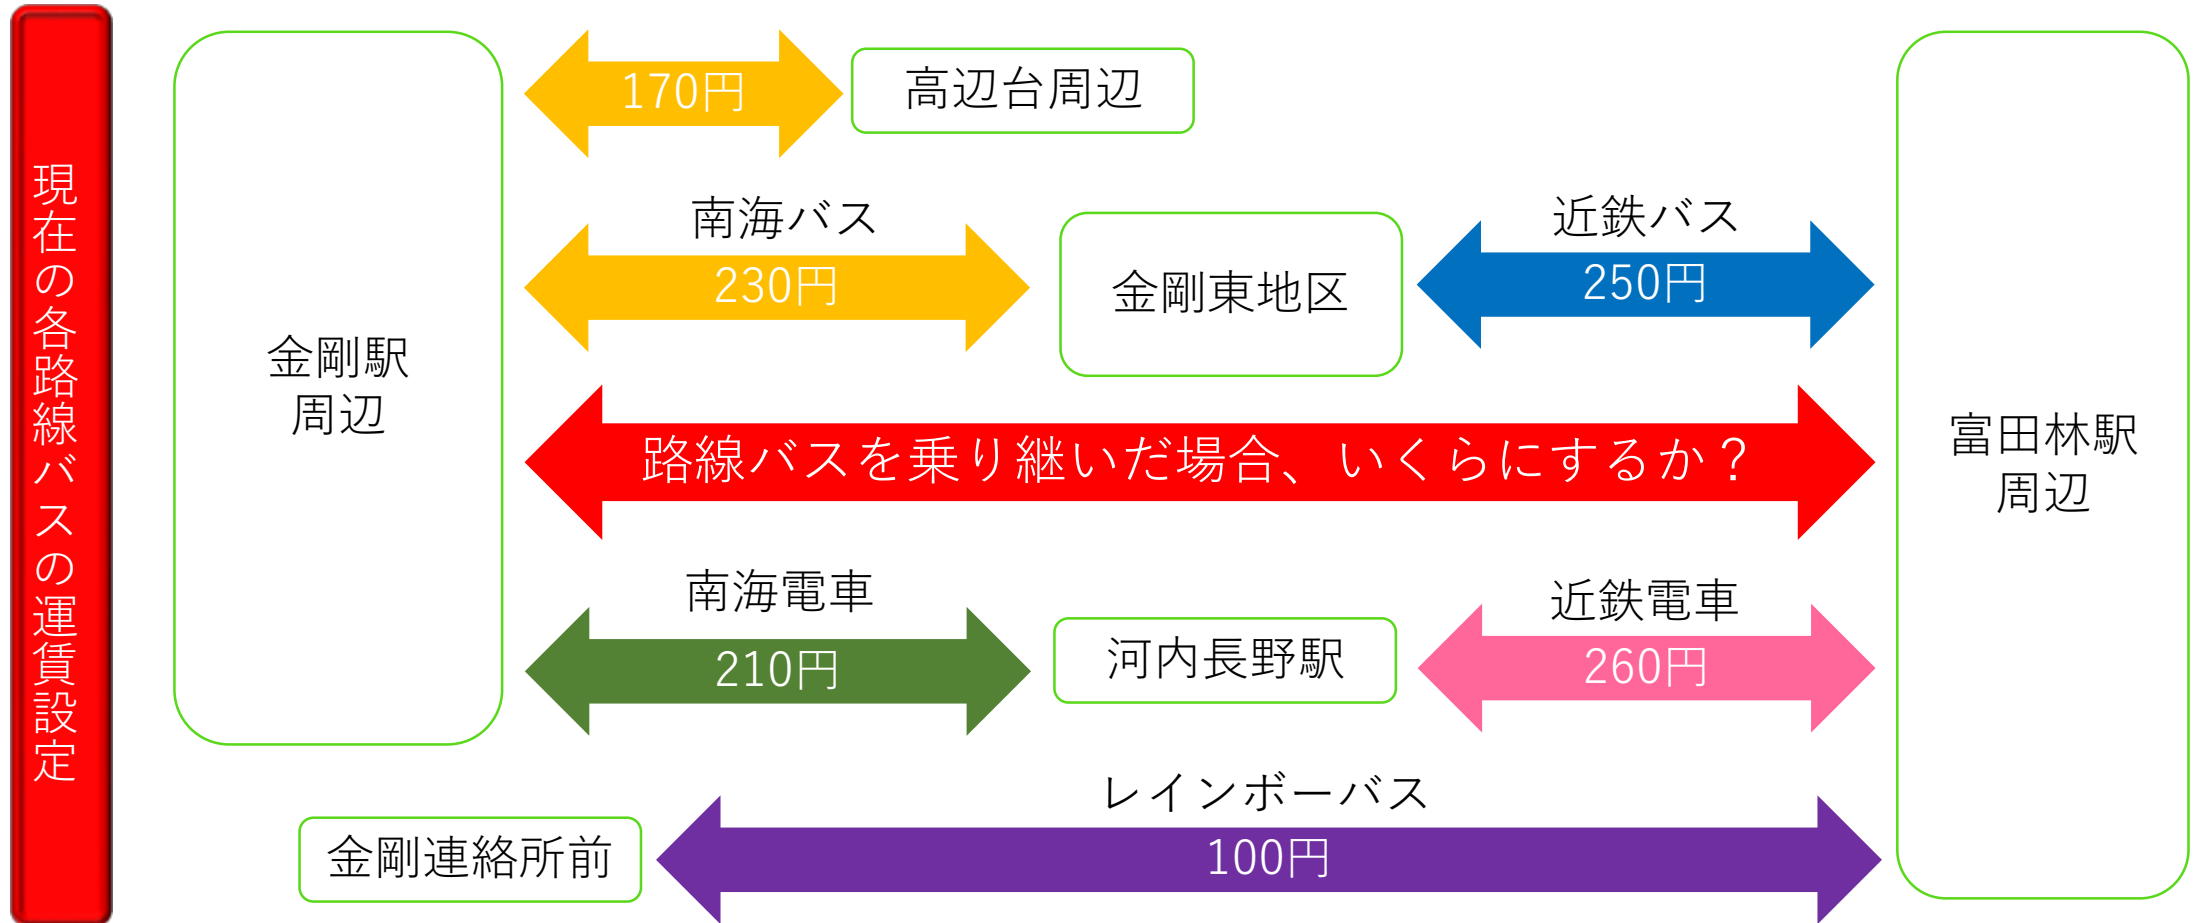 現在の各路線バスの運賃設定
170円
高辺台周辺
南海バス
近鉄バス
230円
金剛東地区
250円
金剛駅
周辺
路線バスを乗り継いだ場合、いくらにするか？
富田林駅
周辺
南海電車
近鉄電車
210円
河内長野駅
260円
レインボーバス
金剛連絡所前
100円